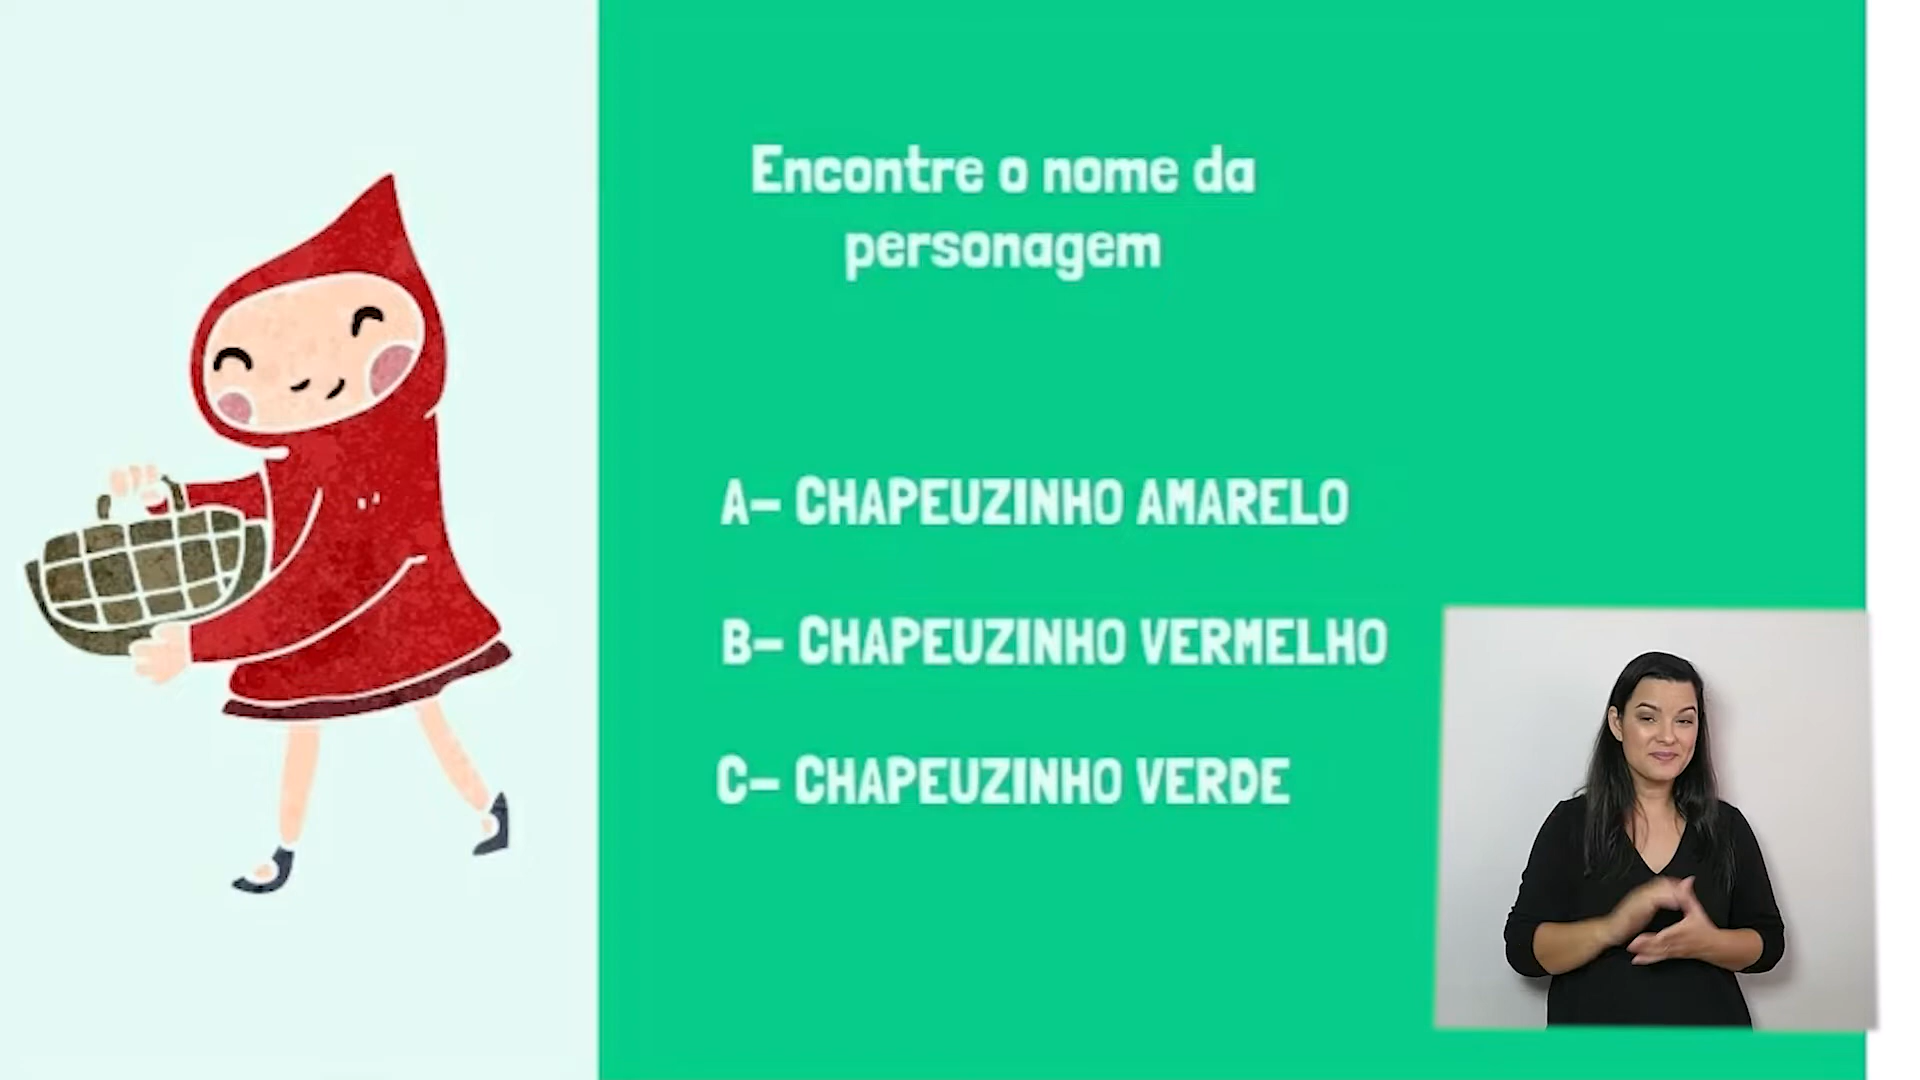 Encontre o nome da
personagem
A- CHAPEUZINHO AMARELO
B- CHAPEUZINHO VERMELHO
C- CHAPEUZINHO VERDE